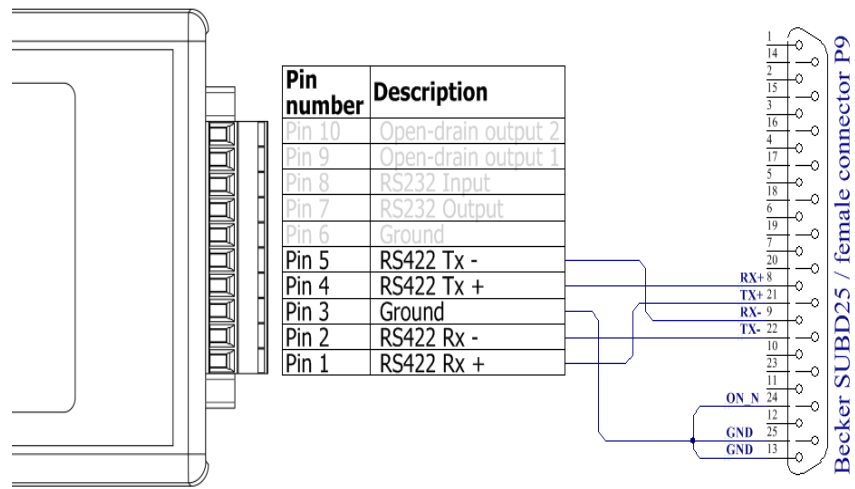 Pin number Description
Pin 10 Open-drain output 2
Pin 9 Open-drain output 1
Pin 8 RS232 Input
Pin 7 RS232 Output
Pin 6 Ground
Pin 5 RS422 Tx -
Pin 4 RS422 Tx +
Pin 3 Ground
Pin 2 RS422 Rx -
Pin 1 RS422 Rx +
1
14
2
15
3
16
4
17
5
18
6
19
7
20
RX+ 8
TX+ 21
RX- 9
TX- 22
10
23
11
ON_N 24
12
GND 25
GND 13
Becker SUBD25 / female connector P9